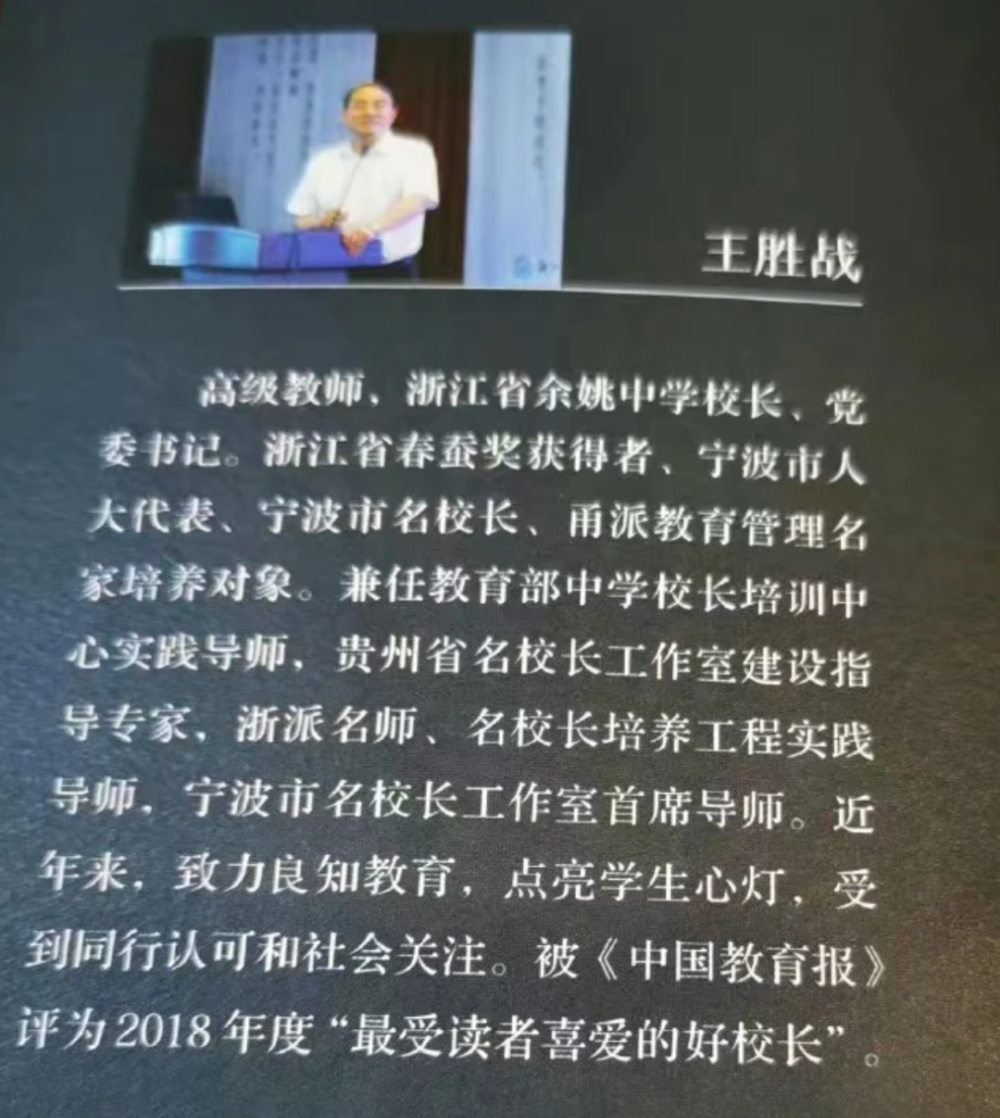 王胜战
高级教师、浙江省余姚中学校长、党
委书记。浙江省春蚕奖获得者、宁波市人
大代表、宁波市名校长、甬派教育管理名
家培养对象。兼任教育部中学校长培训中
心实践导师，贵州省名校长工作室建设指
导专家，浙派名师、名校长培养工程实践
导师，宁波市名校长工作室首席导师。近
年来，致力良知教育，点亮学生心灯，受
到同行认可和社会关注。被《中国教育报》
评为2018年度“最受读者喜爱的好校长”。